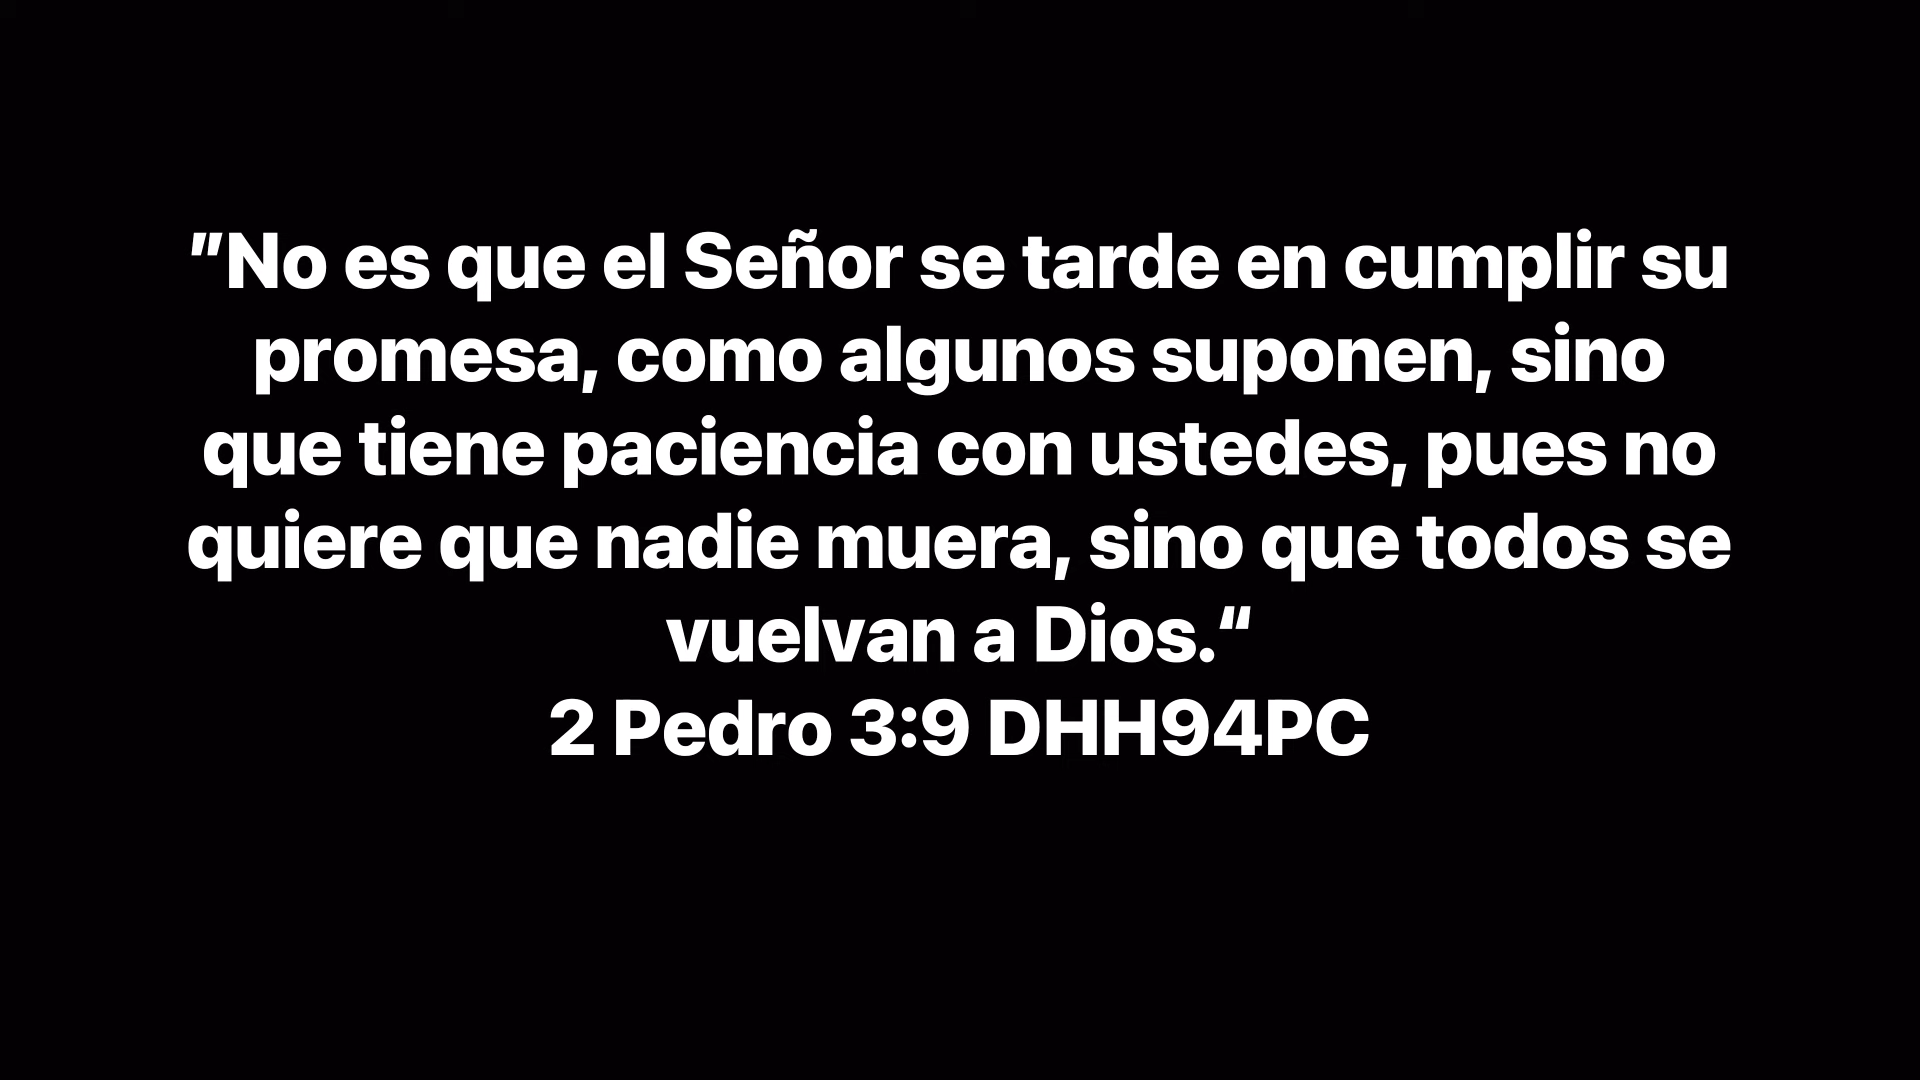 "No es que el Señor se tarde en cumplir su
promesa, como algunos suponen, sino
que tiene paciencia con ustedes, pues no
quiere que nadie muera, sino que todos se
vuelvan a Dios.“
2 Pedro 3:9 DHH94PC